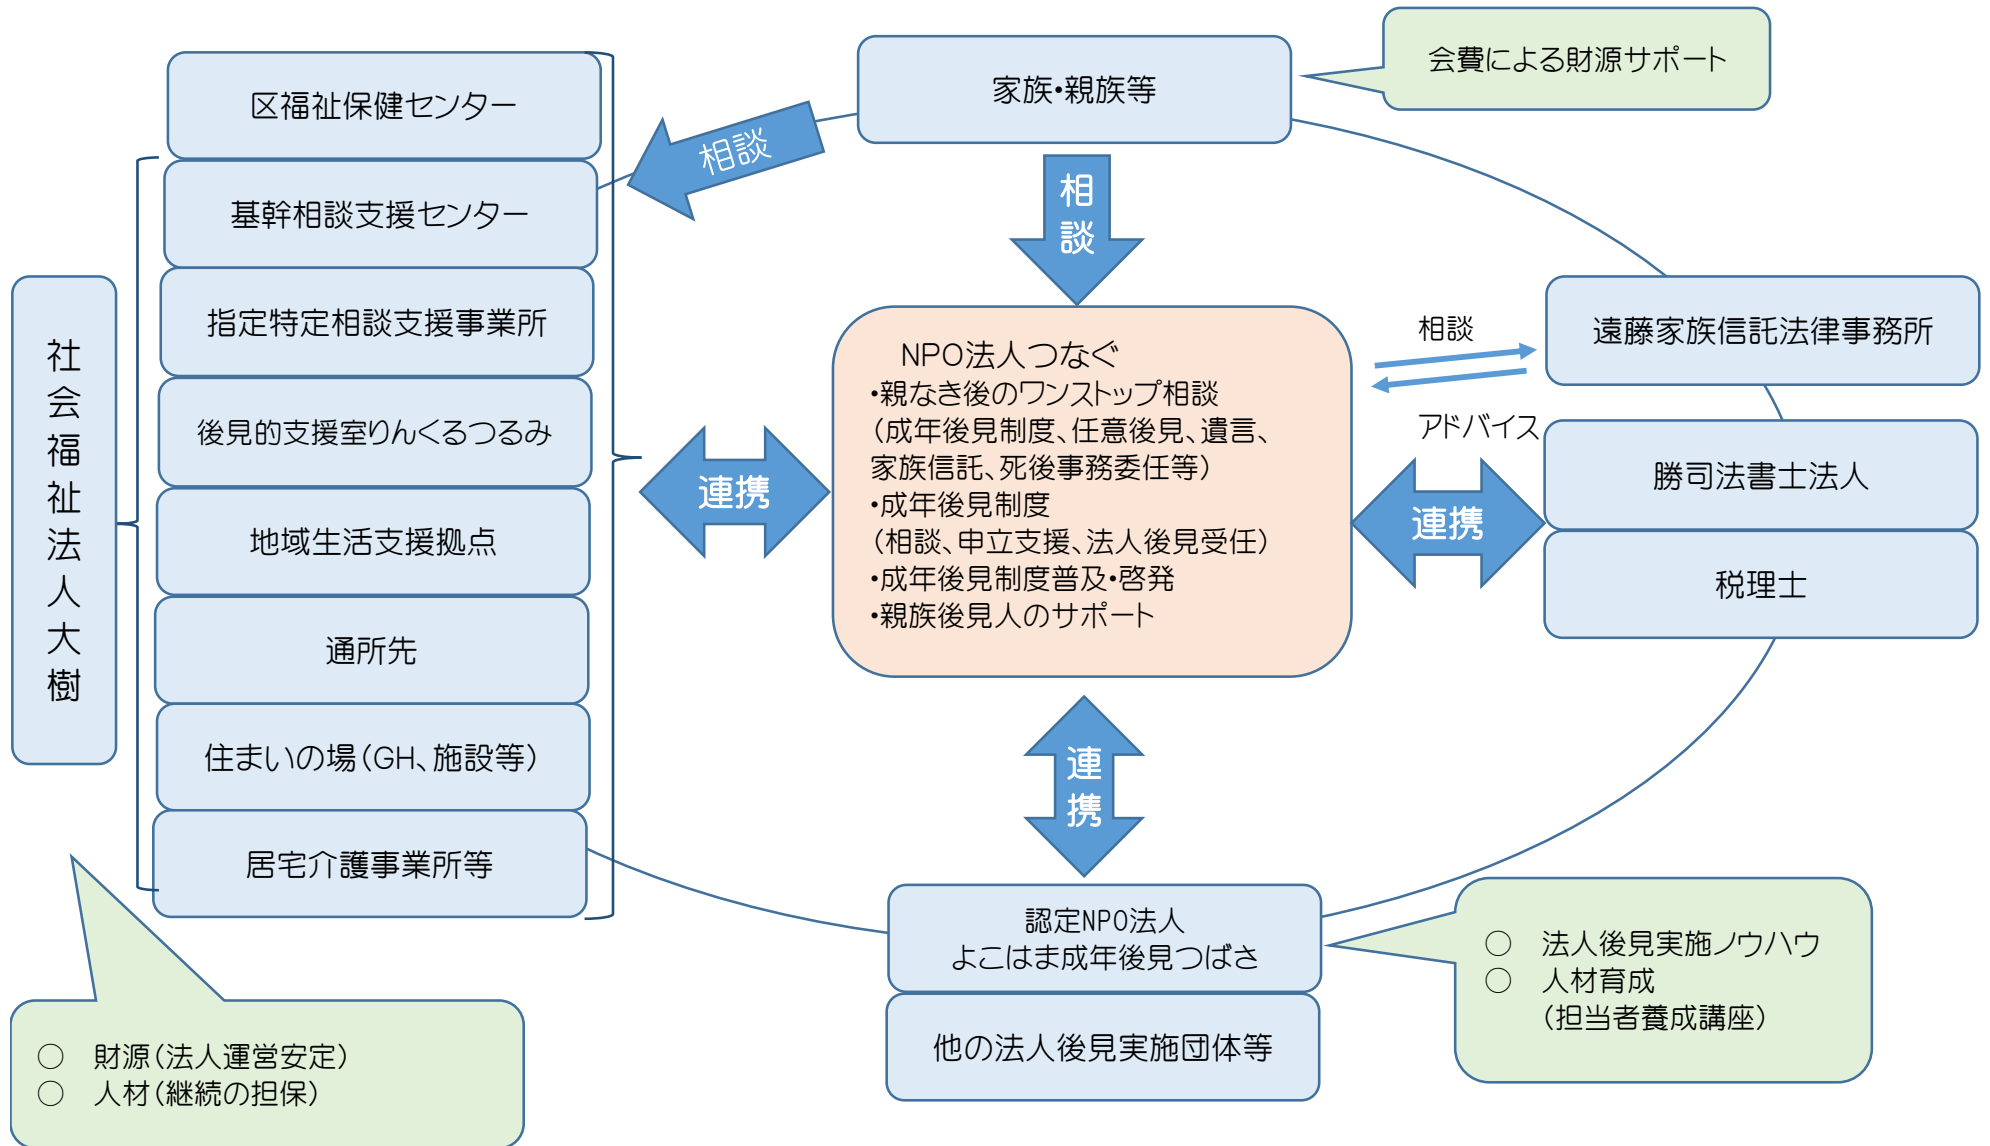 会費による財源サポート
家族・親族等
区福祉保健センター
相談
基幹相談支援センター
相談
指定特定相談支援事業所
後見的支援室りんくるつるみ
地域生活支援拠点
通所先
住まいの場（GH、施設等）
居宅介護事業所等
社会福祉法人大樹
連携
NPO法人つなぐ
・親なき後のワンストップ相談
（成年後見制度、任意後見、遺言、
家族信託、死後事務委任等）
・成年後見制度
（相談、申立支援、法人後見受任）
・成年後見制度普及・啓発
・親族後見人のサポート
相談
アドバイス
連携
遠藤家族信託法律事務所
勝司法書士法人
税理士
連携
認定NPO法人
よこはま成年後見つばさ
他の法人後見実施団体等
○　法人後見実施ノウハウ
○　人材育成
（担当者養成講座）
○　財源（法人運営安定）
○　人材（継続の担保）